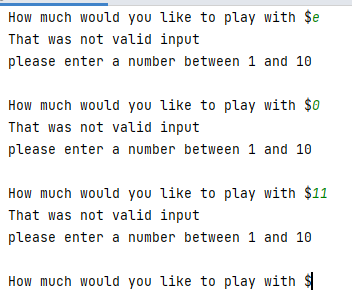 How much would you like to play with $e
That was not valid input
please enter a number between 1 and 10
How much would you like to play with $0
That was not valid input
please enter a number between 1 and 10
How much would you like to play with $11
That was not valid input
please enter a number between 1 and 10
How much would you like to play with $